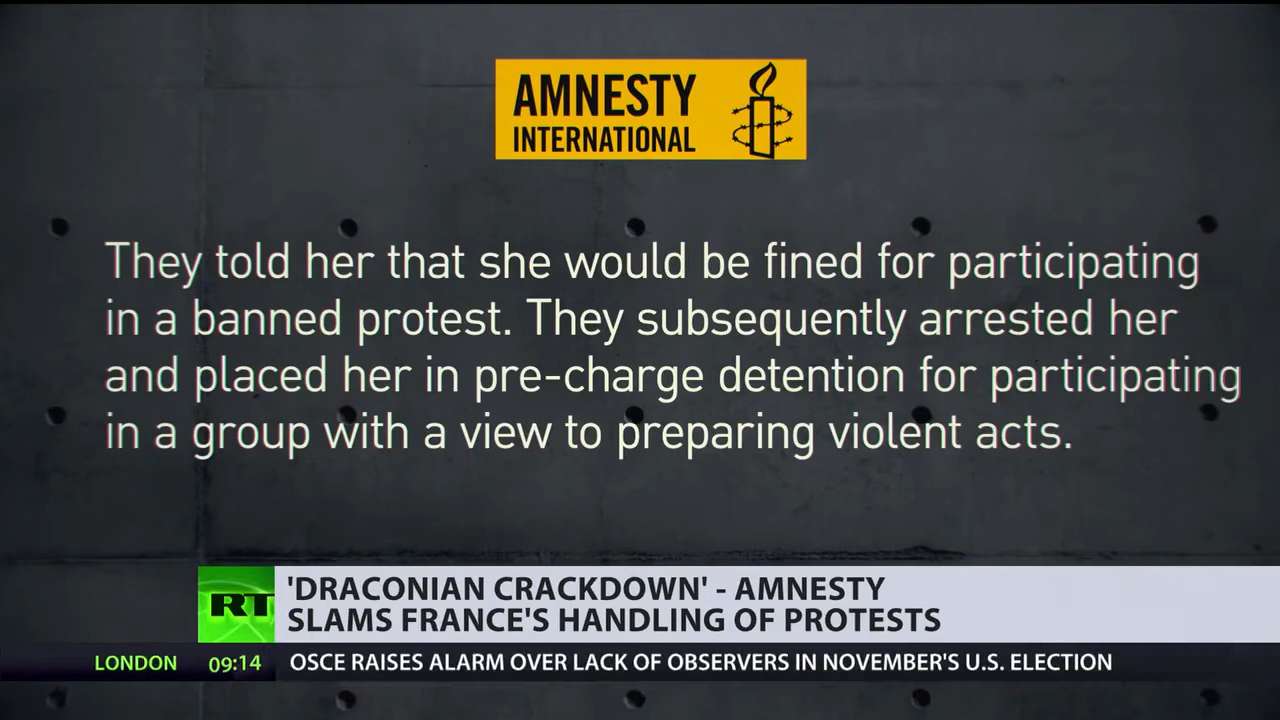 AMNESTY
INTERNATIONAL
They told her that she would be fined for participating
in a banned protest. They subsequently arrested her
and placed her in pre-charge detention for participating
in a group with a view to preparing violent acts.
RT
'DRACONIAN CRACKDOWN' - AMNESTY
SLAMS FRANCE'S HANDLING OF PROTESTS
LONDON 09:14 OSCE RAISES ALARM OVER LACK OF OBSERVERS IN NOVEMBER'S U.S. ELECTION